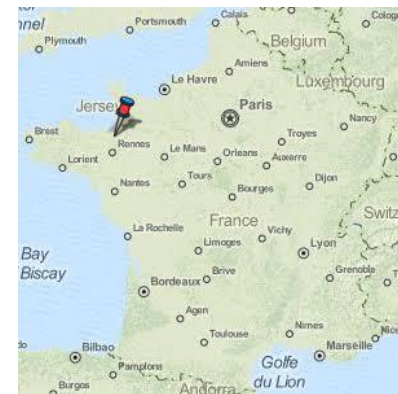 nnel
Portsmouth
Calais
Colog
Plymouth
Belgium
Amiens
Le Havre
Luxembourg
Jersey
Paris
Nancy
Brest
Rennes
Troyes
Lorient
Le Mans
Orleans
Auxerre
Nantes
Tours
Bourges
Dijon
France
Switz
La Rochelle
Vichy
Limoges
Lyon
Bay
Biscay
Bordeaux
Brive
Grenoble
T
Agen
Toulouse
Nimes
Nice
Marseille
do
Bilbao
Golfe
du Lion
Pamplona
Burgos
Andorra